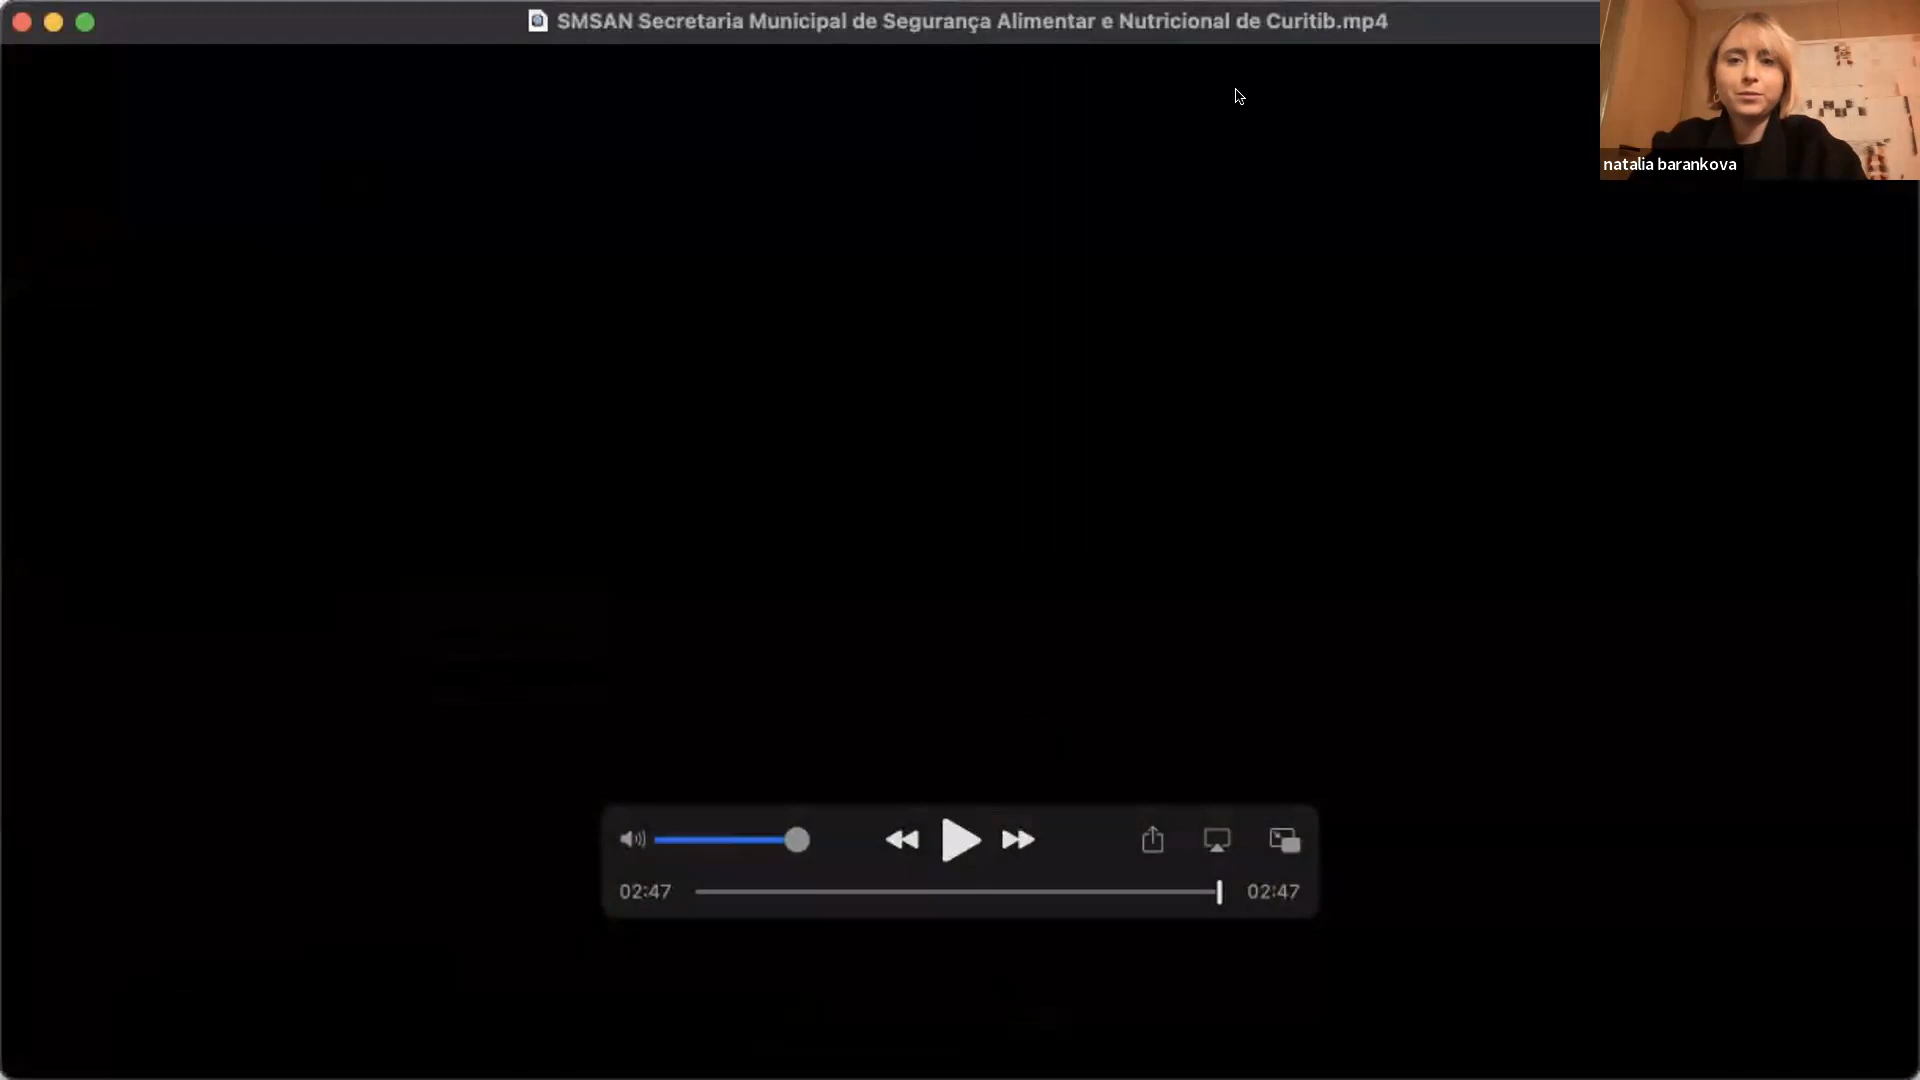 SMSAN Secretaria Municipal de Segurança Alimentar e Nutricional de Curitib.mp4
natalia barankova
02:47
02:47